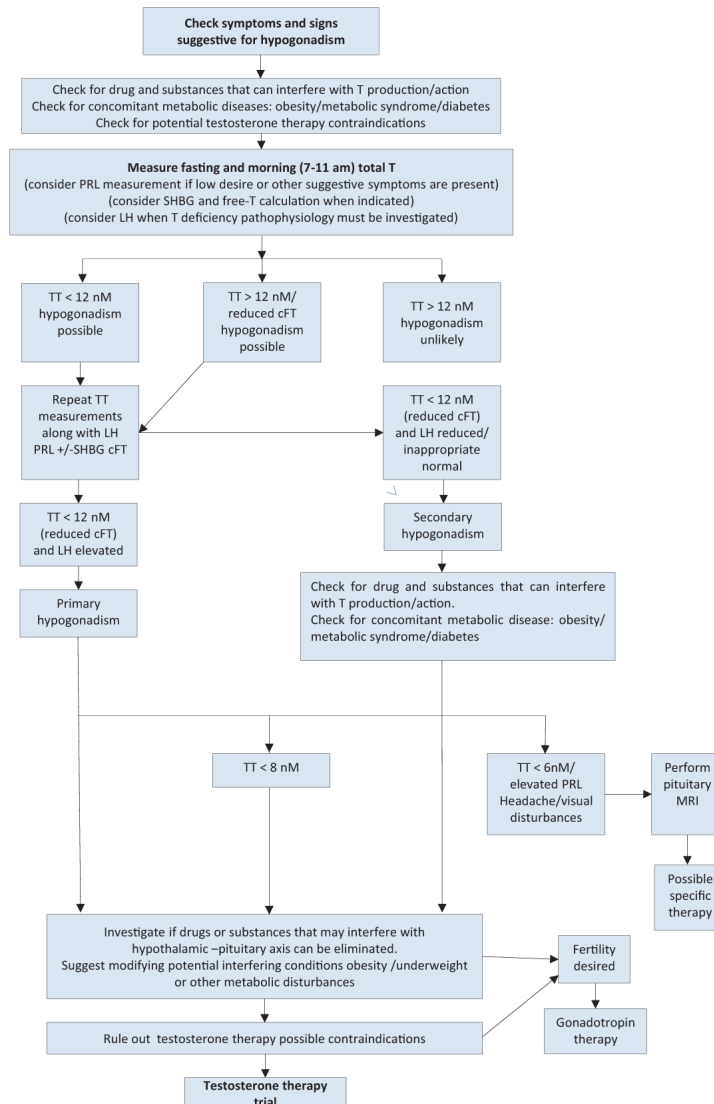 Check symptoms and signs
suggestive for hypogonadism
Check for drug and substances that can interfere with T production/action
Check for concomitant metabolic diseases: obesity/metabolic syndrome/diabetes
Check for potential testosterone therapy contraindications
Measure fasting and morning (7-11 am) total T
(consider PRL measurement if low desire or other suggestive symptoms are present)
(consider SHBG and free-T calculation when indicated)
(consider LH when T deficiency pathophysiology must be investigated)
TT < 12 nM
hypogonadism
possible
TT > 12 nM/
reduced cFT
hypogonadism
possible
TT > 12 nM
hypogonadism
unlikely
Repeat TT
measurements
along with LH
PRL +/-SHBG cFT
TT < 12 nM
(reduced cFT)
and LH reduced/
inappropriate
normal
TT < 12 nM
(reduced cFT)
and LH elevated
Secondary
hypogonadism
Primary
hypogonadism
Check for drug and substances that can interfere
with T production/action.
Check for concomitant metabolic disease: obesity/
metabolic syndrome/diabetes
TT < 8 nM
TT < 6nM/
elevated PRL
Headache/visual
disturbances
Perform
pituitary
MRI
Possible
specific
therapy
Investigate if drugs or substances that may interfere with
hypothalamic –pituitary axis can be eliminated.
Suggest modifying potential interfering conditions obesity /underweight
or other metabolic disturbances
Fertility
desired
Gonadotropin
therapy
Rule out testosterone therapy possible contraindications
Testosterone therapy
trial